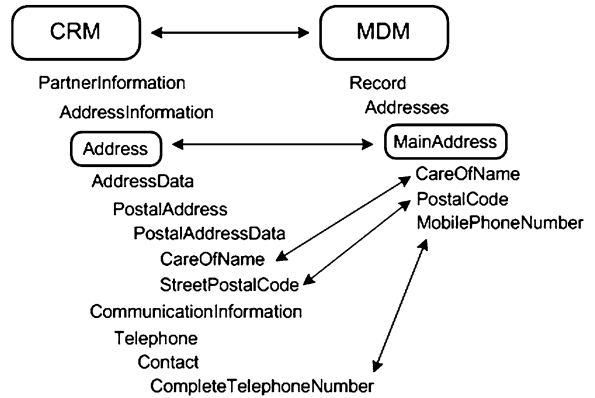 CRM
MDM
PartnerInformation
Record
AddressInformation
Addresses
Address
MainAddress
AddressData
CareOfName
PostalAddress
PostalCode
PostalAddressData
MobilePhoneNumber
CareOfName
StreetPostalCode
CommunicationInformation
Telephone
Contact
CompleteTelephoneNumber